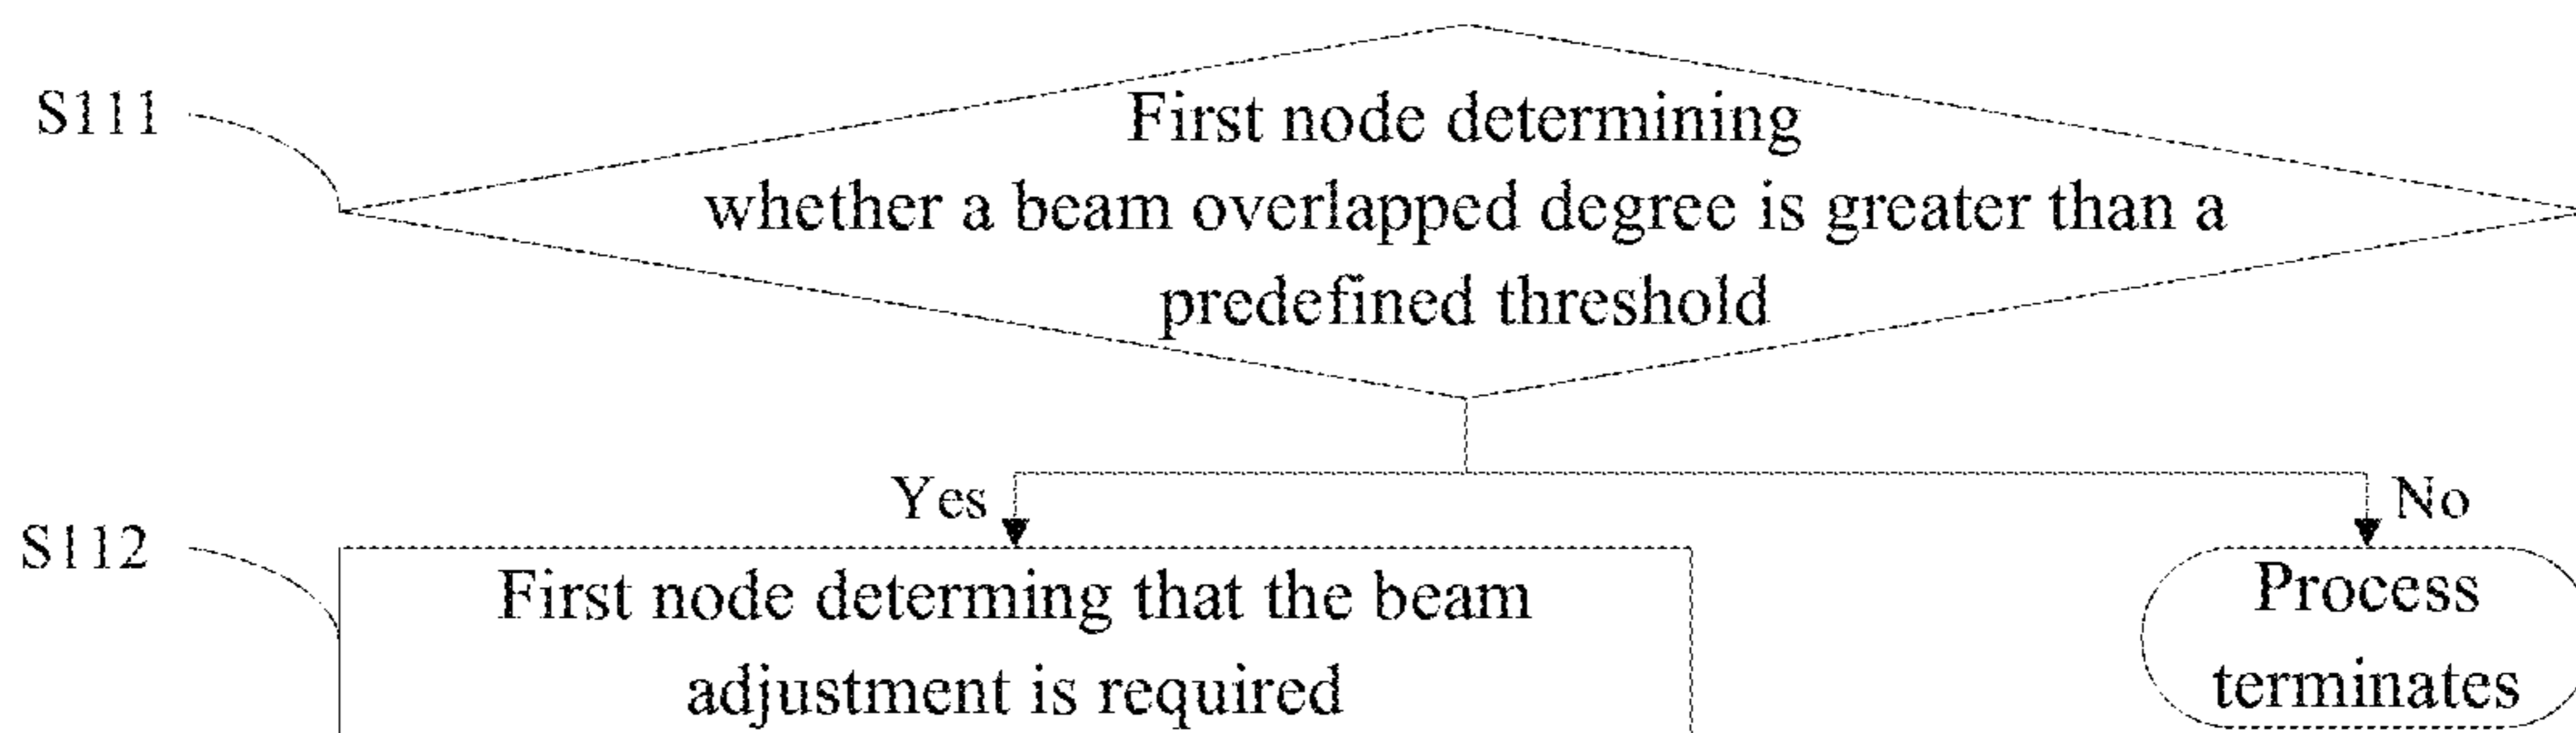 S111
First node determining
whether a beam overlapped degree is greater than a
predefined threshold
Yes
No
S112
First node determing that the beam
adjustment is required
Process
terminates